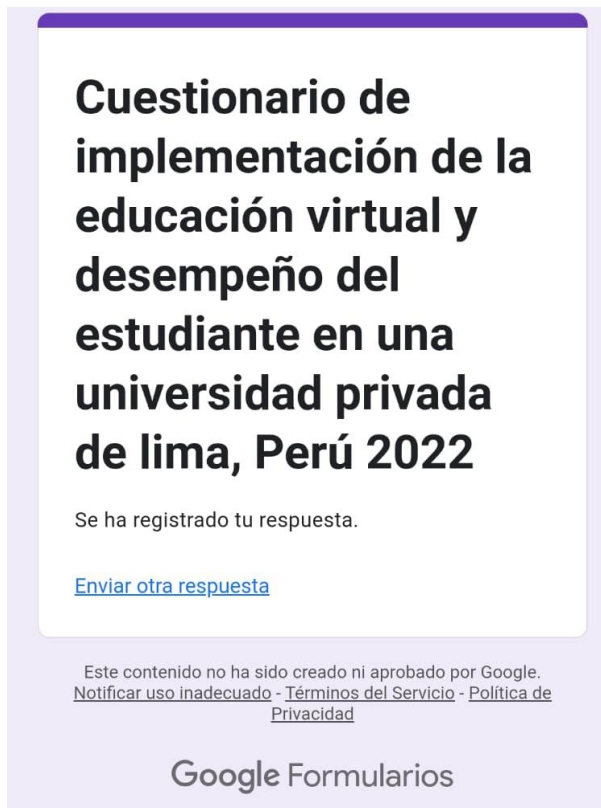 Cuestionario de
implementación de la
educación virtual y
desempeño del
estudiante en una
universidad privada
de lima, Perú 2022
Se ha registrado tu respuesta.
Enviar otra respuesta
Este contenido no ha sido creado ni aprobado por Google.
Notificar uso inadecuado - Términos del Servicio - Política de
Privacidad
Google Formularios